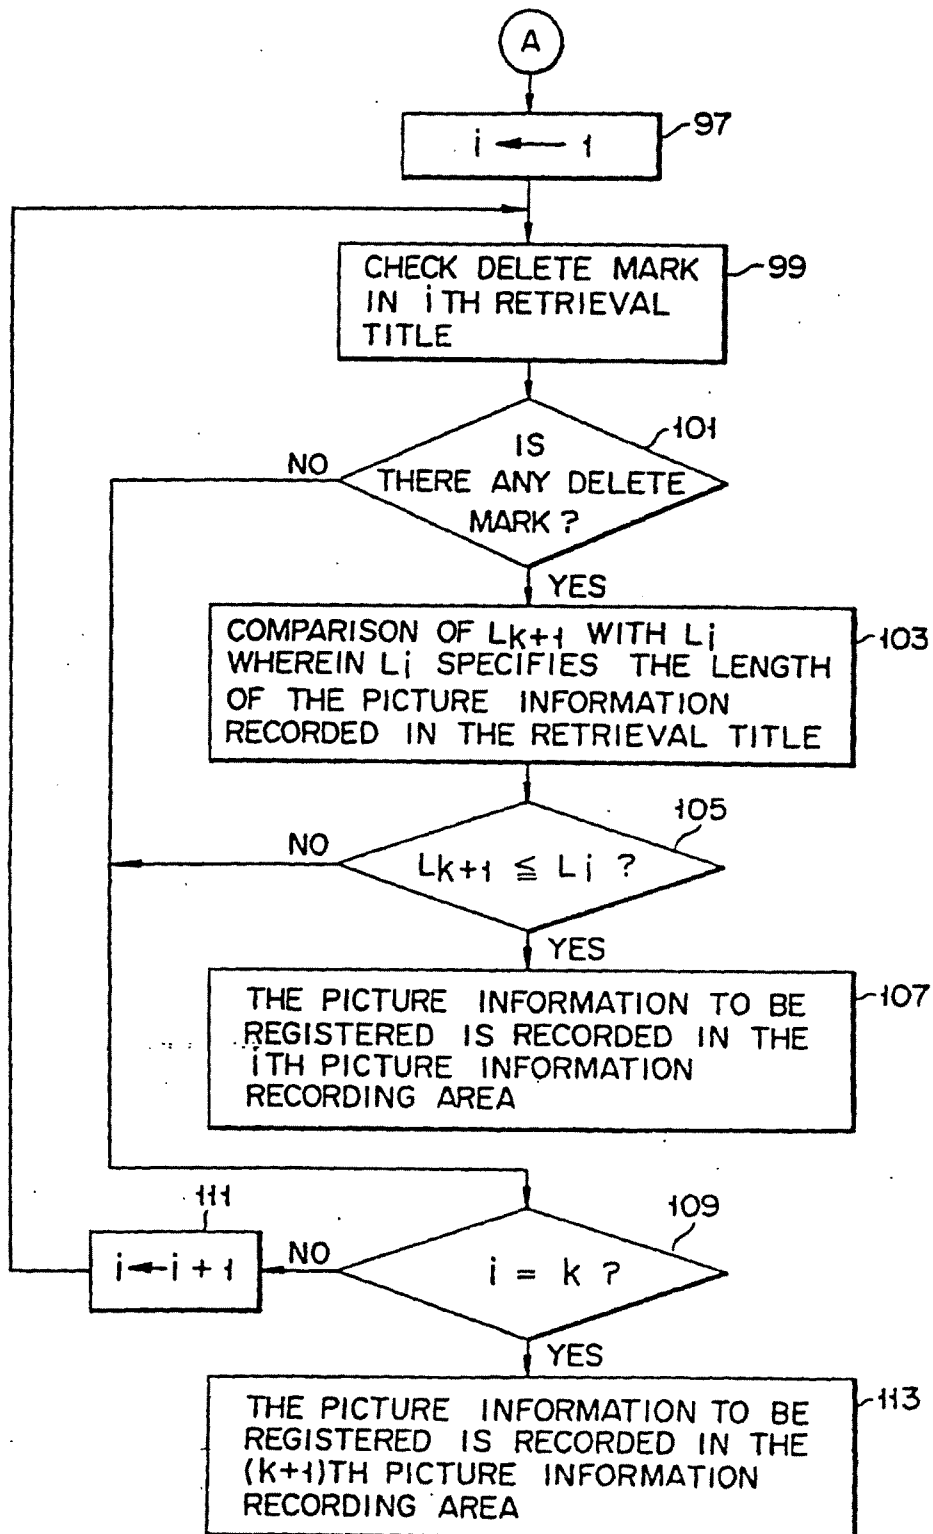 A
i ← 1
97
CHECK DELETE MARK
IN iTH RETRIEVAL
TITLE
99
IS
THERE ANY DELETE
MARK?
101
NO
YES
COMPARISON OF Lk+1 WITH Li
WHEREIN Li SPECIFIES THE LENGTH
OF THE PICTURE INFORMATION
RECORDED IN THE RETRIEVAL TITLE
103
Lk+1 ≦ Li ?
105
NO
YES
THE PICTURE INFORMATION TO BE
REGISTERED IS RECORDED IN THE
iTH PICTURE INFORMATION
RECORDING AREA
107
i = k ?
109
NO
111
i←i+1
YES
THE PICTURE INFORMATION TO BE
REGISTERED IS RECORDED IN THE
(k+1)TH PICTURE INFORMATION
RECORDING AREA
113